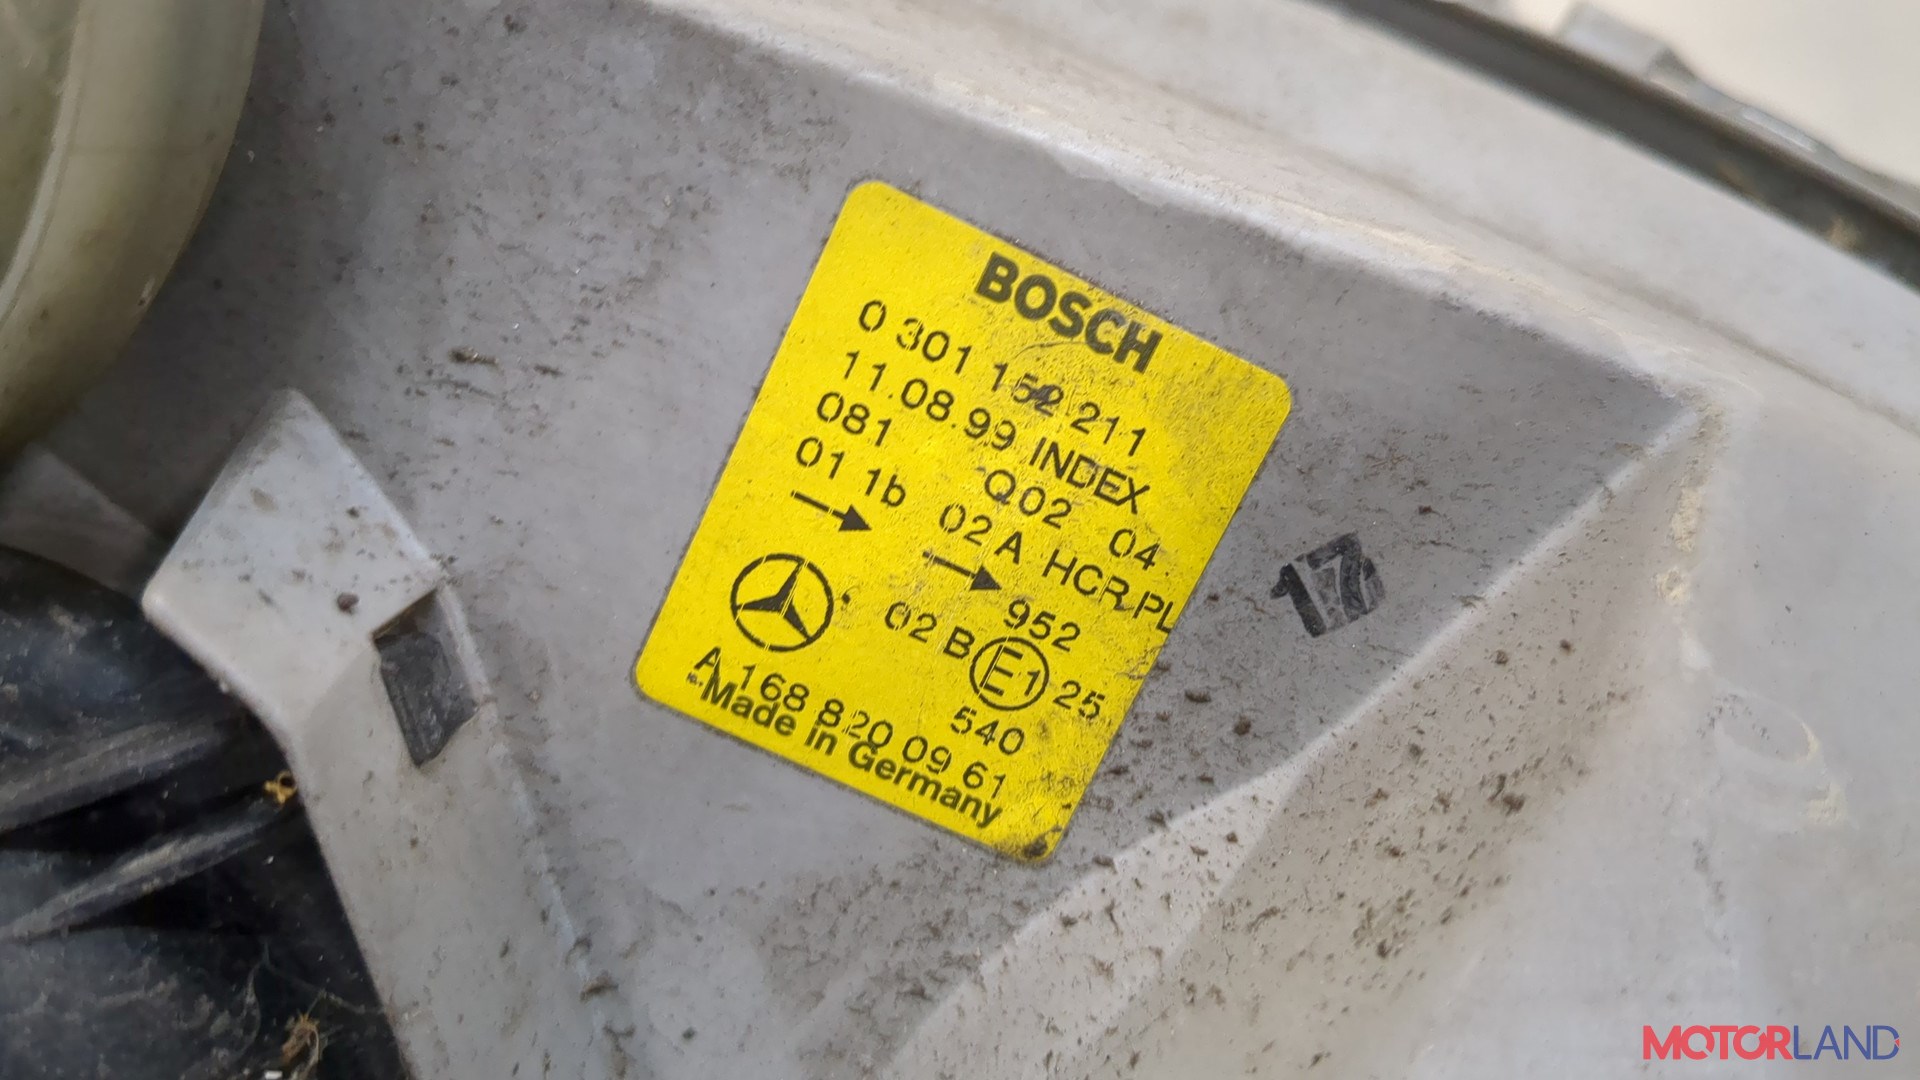 BOSCH
0 301 152 211
11.08.99 INDEX
081 Q02 04
01 1b 02 A HCR PL
952
02 B E1 25
540
A 168 820 09 61
Made in Germany
17
MOTORLAND